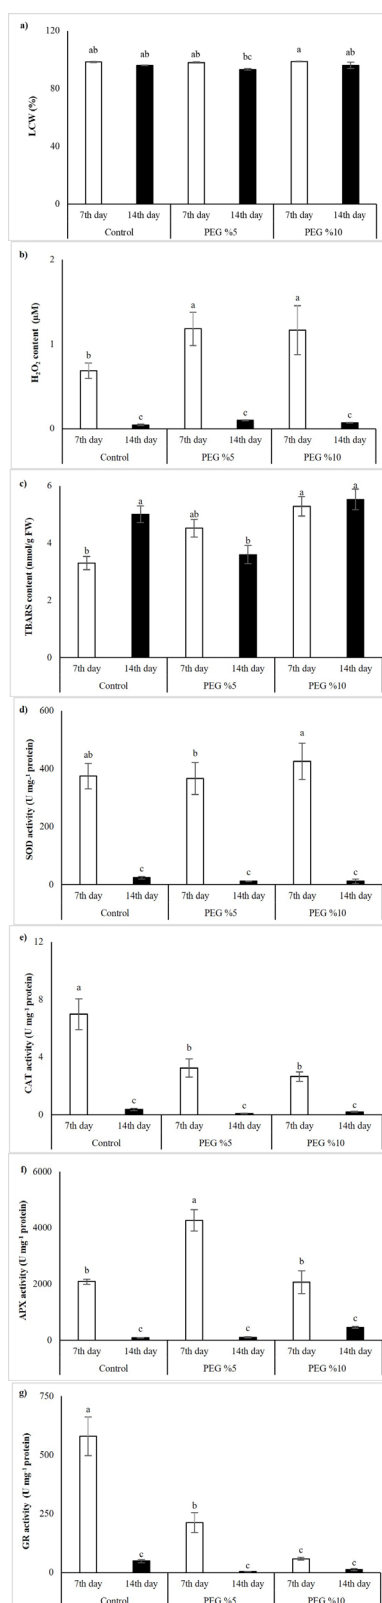 a)
LCW (%)
120
80
40
0
ab ab ab bc a ab
7th day 14th day 7th day 14th day 7th day 14th day
Control PEG %5 PEG %10
b)
H₂O₂ content (µM)
2
1
0
b c a c a c
7th day 14th day 7th day 14th day 7th day 14th day
Control PEG %5 PEG %10
c)
TBARS content (nmol/g FW)
6
4
2
0
b a ab b a a
7th day 14th day 7th day 14th day 7th day 14th day
Control PEG %5 PEG %10
d)
SOD activity (U mg⁻¹ protein)
600
400
200
0
ab c b c a c
7th day 14th day 7th day 14th day 7th day 14th day
Control PEG %5 PEG %10
e)
CAT activity (U mg⁻¹ protein)
12
8
4
0
a c b c b c
7th day 14th day 7th day 14th day 7th day 14th day
Control PEG %5 PEG %10
f)
APX activity (U mg⁻¹ protein)
6000
4000
2000
0
b c a c b c
7th day 14th day 7th day 14th day 7th day 14th day
Control PEG %5 PEG %10
g)
GR activity (U mg⁻¹ protein)
750
500
250
0
a c b c c c
7th day 14th day 7th day 14th day 7th day 14th day
Control PEG %5 PEG %10